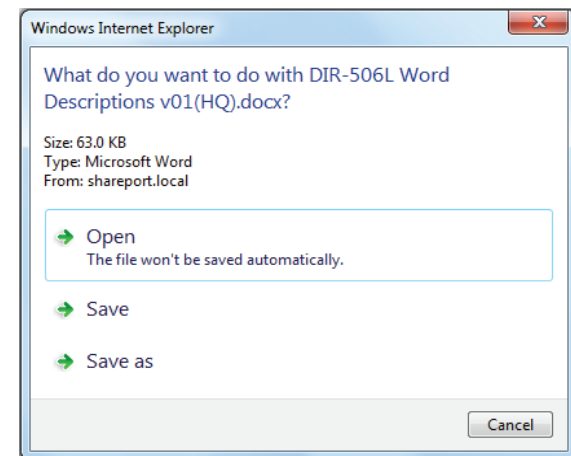 Windows Internet Explorer
What do you want to do with DIR-506L Word
Descriptions v01(HQ).docx?
Size: 63.0 KB
Type: Microsoft Word
From: shareport.local
Open
The file won't be saved automatically.
Save
Save as
Cancel